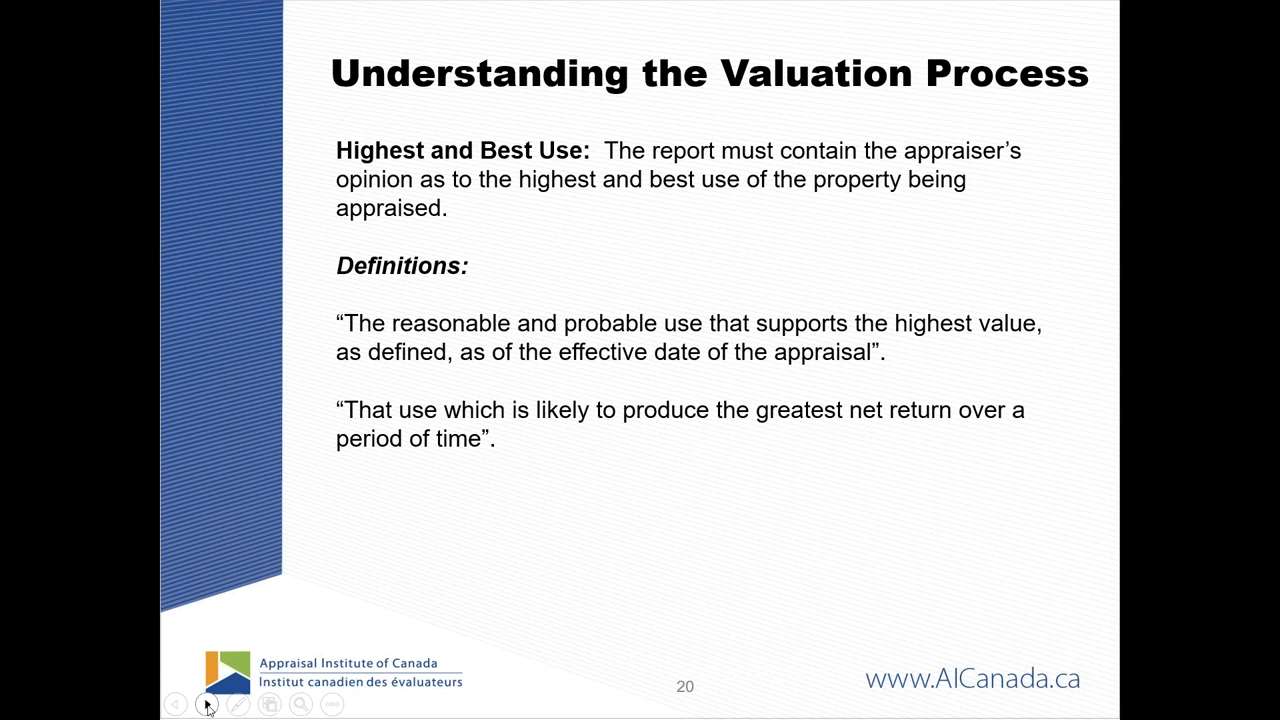 Understanding the Valuation Process
Highest and Best Use:  The report must contain the appraiser’s
opinion as to the highest and best use of the property being
appraised.
Definitions:
“The reasonable and probable use that supports the highest value,
as defined, as of the effective date of the appraisal”.
“That use which is likely to produce the greatest net return over a
period of time”.
Appraisal Institute of Canada
Institut canadien des évaluateurs
20
www.AICanada.ca